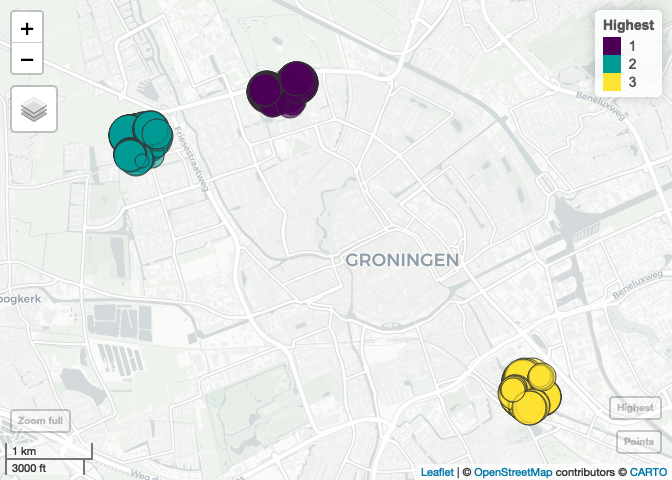 +
−
Highest
1
2
3
Beneluxweg
Friesestraatweg
GRONINGEN
Beneluxweg
oogkerk
Highest
Zoom full
Points
1 km
3000 ft
Weg d
Leaflet | © OpenStreetMap contributors © CARTO